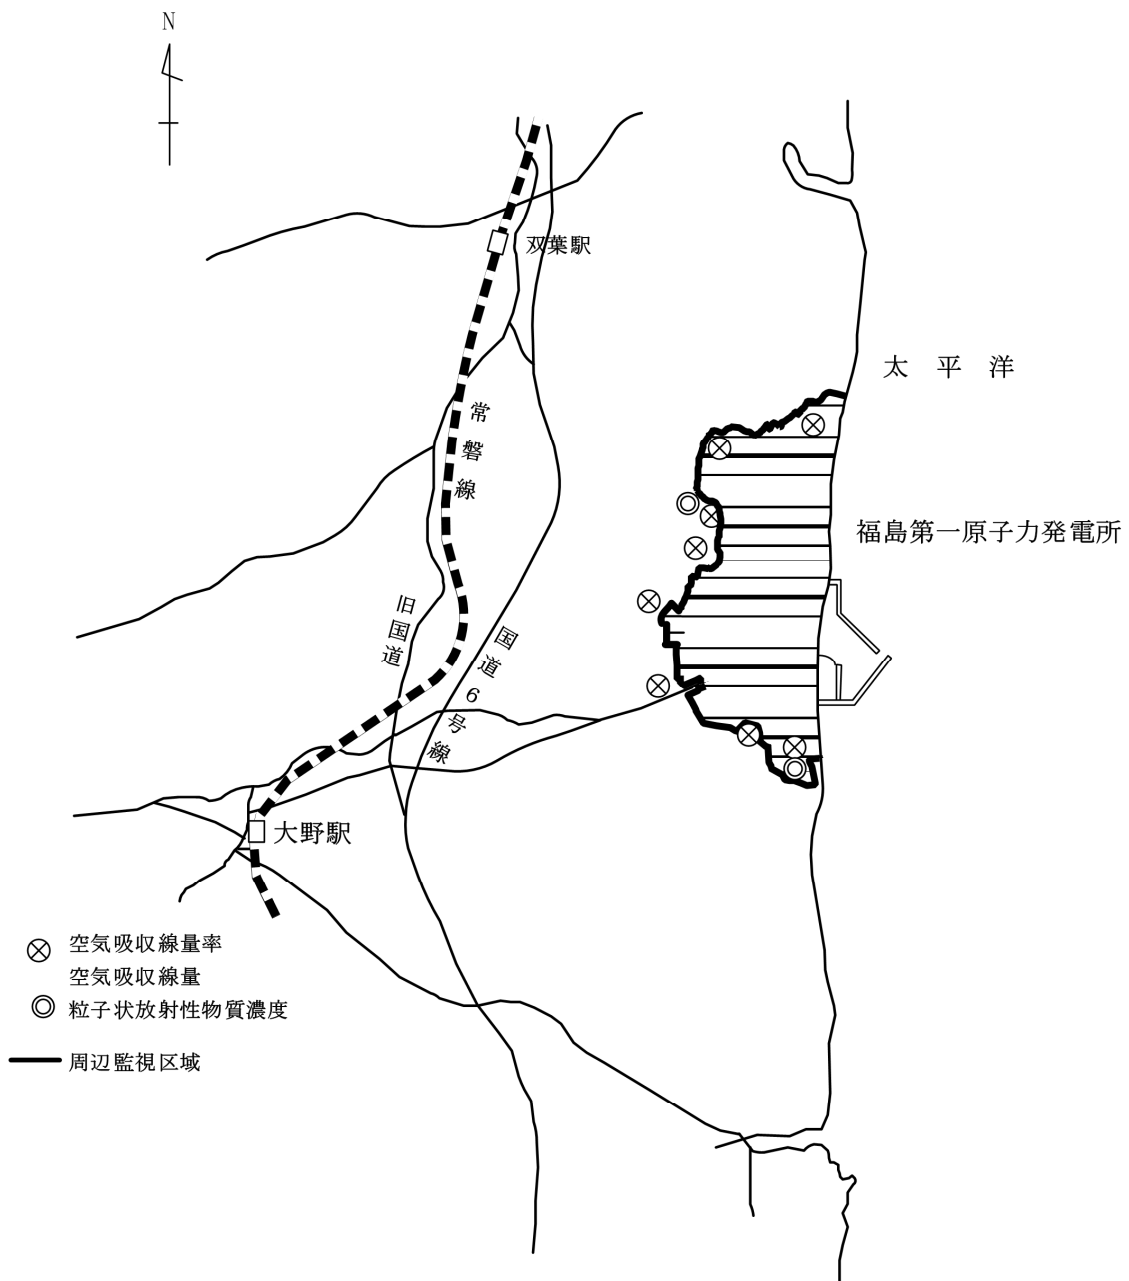 N
双葉駅
太平洋
常磐線
福島第一原子力発電所
旧国道
国道6号線
大野駅
空気吸収線量率
空気吸収線量
粒子状放射性物質濃度
周辺監視区域